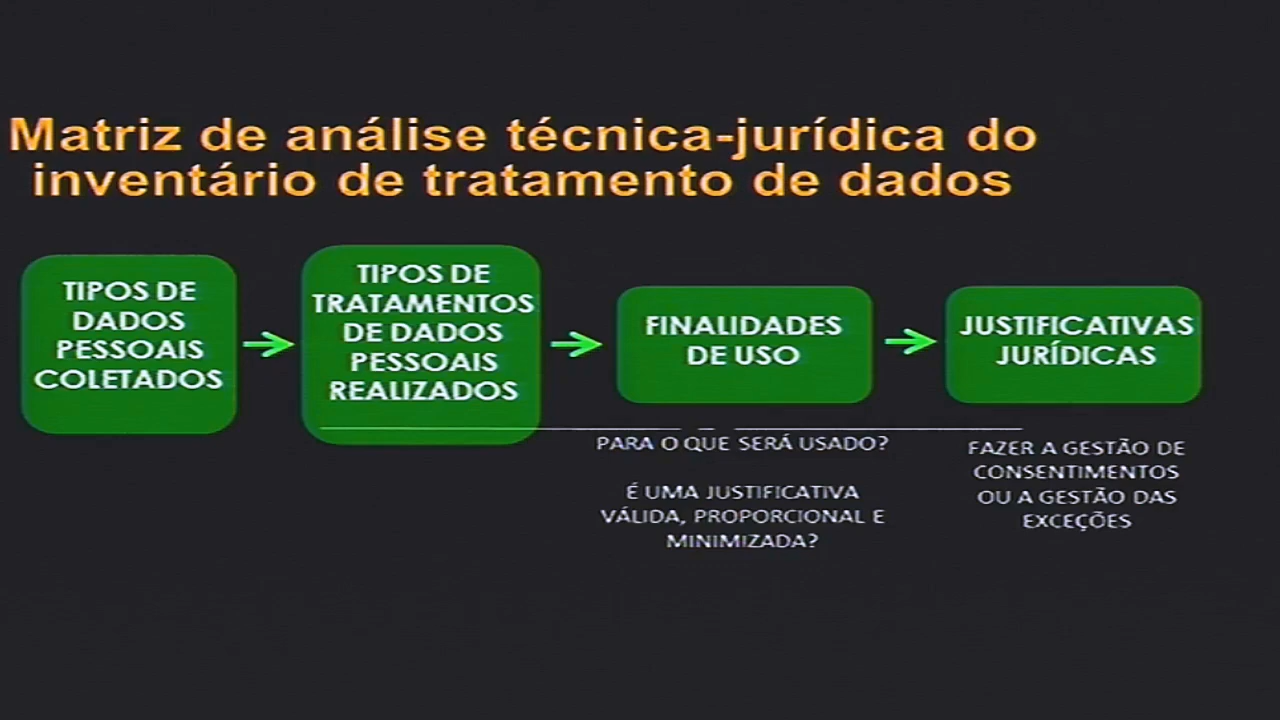 Matriz de análise técnica-jurídica do
inventário de tratamento de dados
TIPOS DE
DADOS
PESSOAIS
COLETADOS
TIPOS DE
TRATAMENTOS
DE DADOS
PESSOAIS
REALIZADOS
FINALIDADES
DE USO
JUSTIFICATIVAS
JURÍDICAS
PARA O QUE SERÁ USADO?
É UMA JUSTIFICATIVA
VÁLIDA, PROPORCIONAL E
MINIMIZADA?
FAZER A GESTÃO DE
CONSENTIMENTOS
OU A GESTÃO DAS
EXCEÇÕES